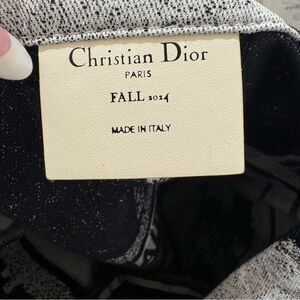 Christian Dior
PARIS
FALL 2024
MADE IN ITALY